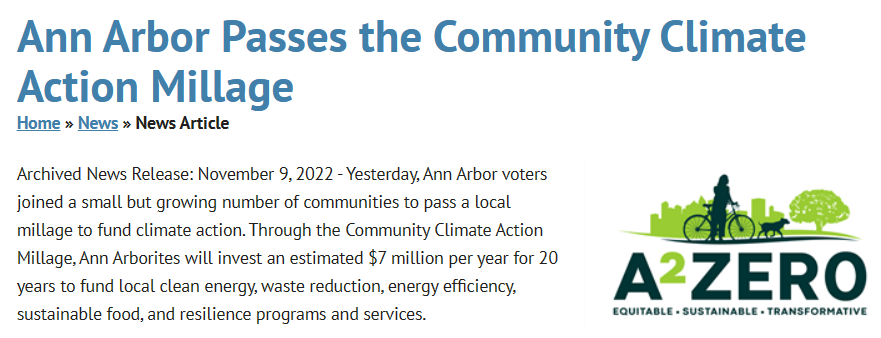 Ann Arbor Passes the Community Climate
Action Millage
Home » News » News Article
Archived News Release: November 9, 2022 - Yesterday, Ann Arbor voters
joined a small but growing number of communities to pass a local
millage to fund climate action. Through the Community Climate Action
Millage, Ann Arborites will invest an estimated $7 million per year for 20
years to fund local clean energy, waste reduction, energy efficiency,
sustainable food, and resilience programs and services.
A²ZERO
EQUITABLE • SUSTAINABLE • TRANSFORMATIVE